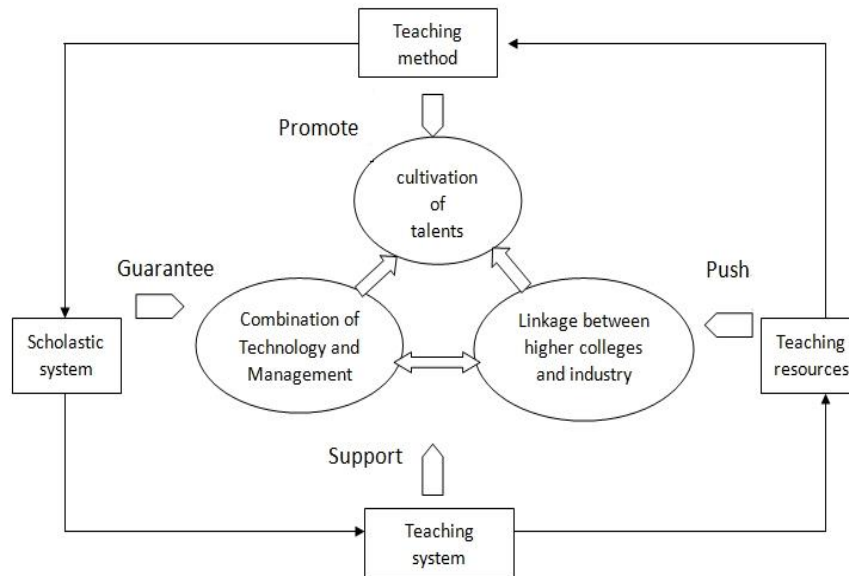 Teaching
method
Promote
cultivation
of
talents
Guarantee
Push
Combination of
Technology and
Management
Linkage between
higher colleges
and industry
Scholastic
system
Teaching
resources
Support
Teaching
system